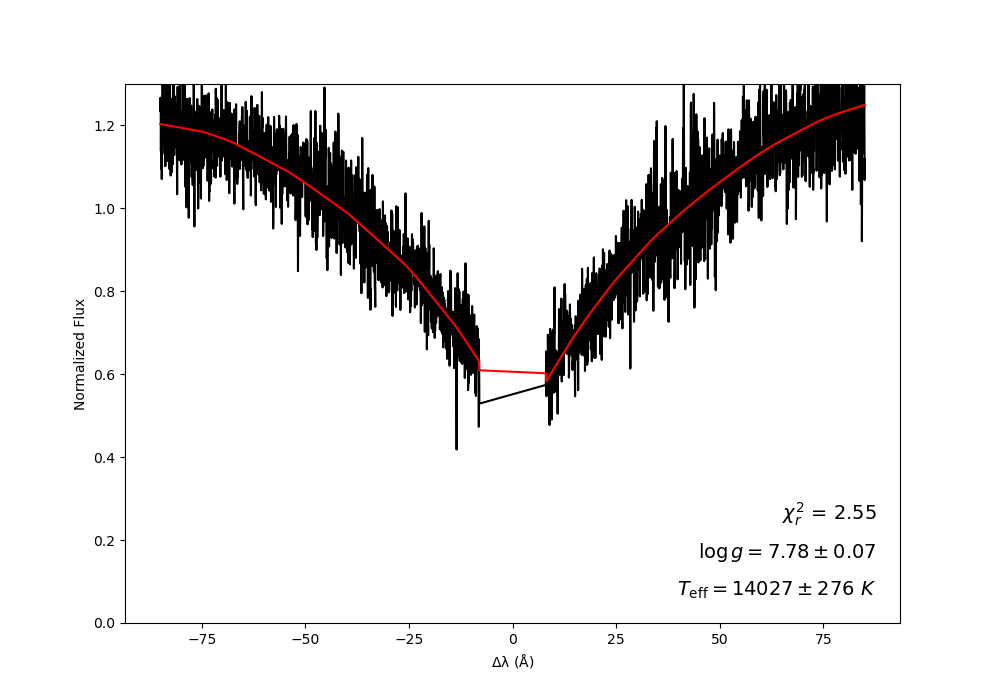 1.2
1.0
0.8
0.6
0.4
0.2
0.0
Normalized Flux
χ²ᵣ = 2.55
log g = 7.78 ± 0.07
T_eff = 14027 ± 276 K
−75 −50 −25 0 25 50 75
Δλ (Å)